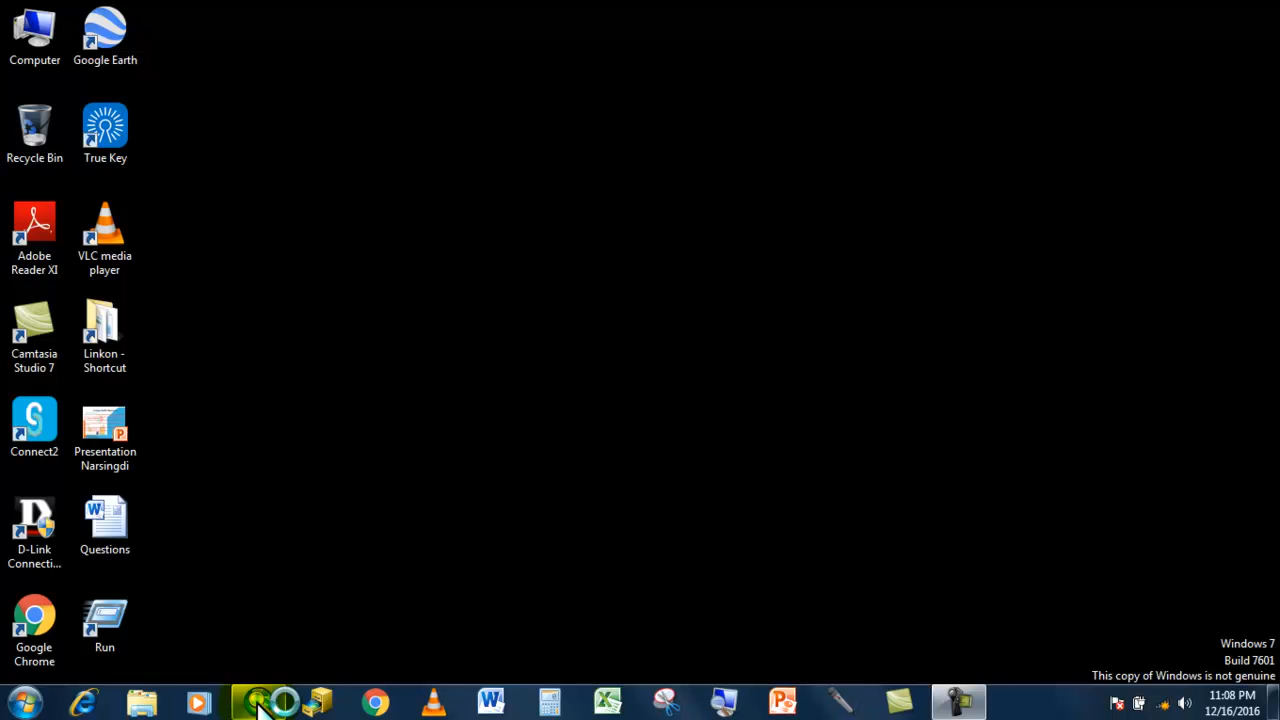 Computer
Google Earth
Recycle Bin
True Key
Adobe
Reader XI
VLC media
player
Camtasia
Studio 7
Linkon -
Shortcut
Connect2
Presentation
Narsingdi
D-Link
Connecti...
Questions
Google
Chrome
Run
Windows 7
Build 7601
This copy of Windows is not genuine
11:08 PM
12/16/2016